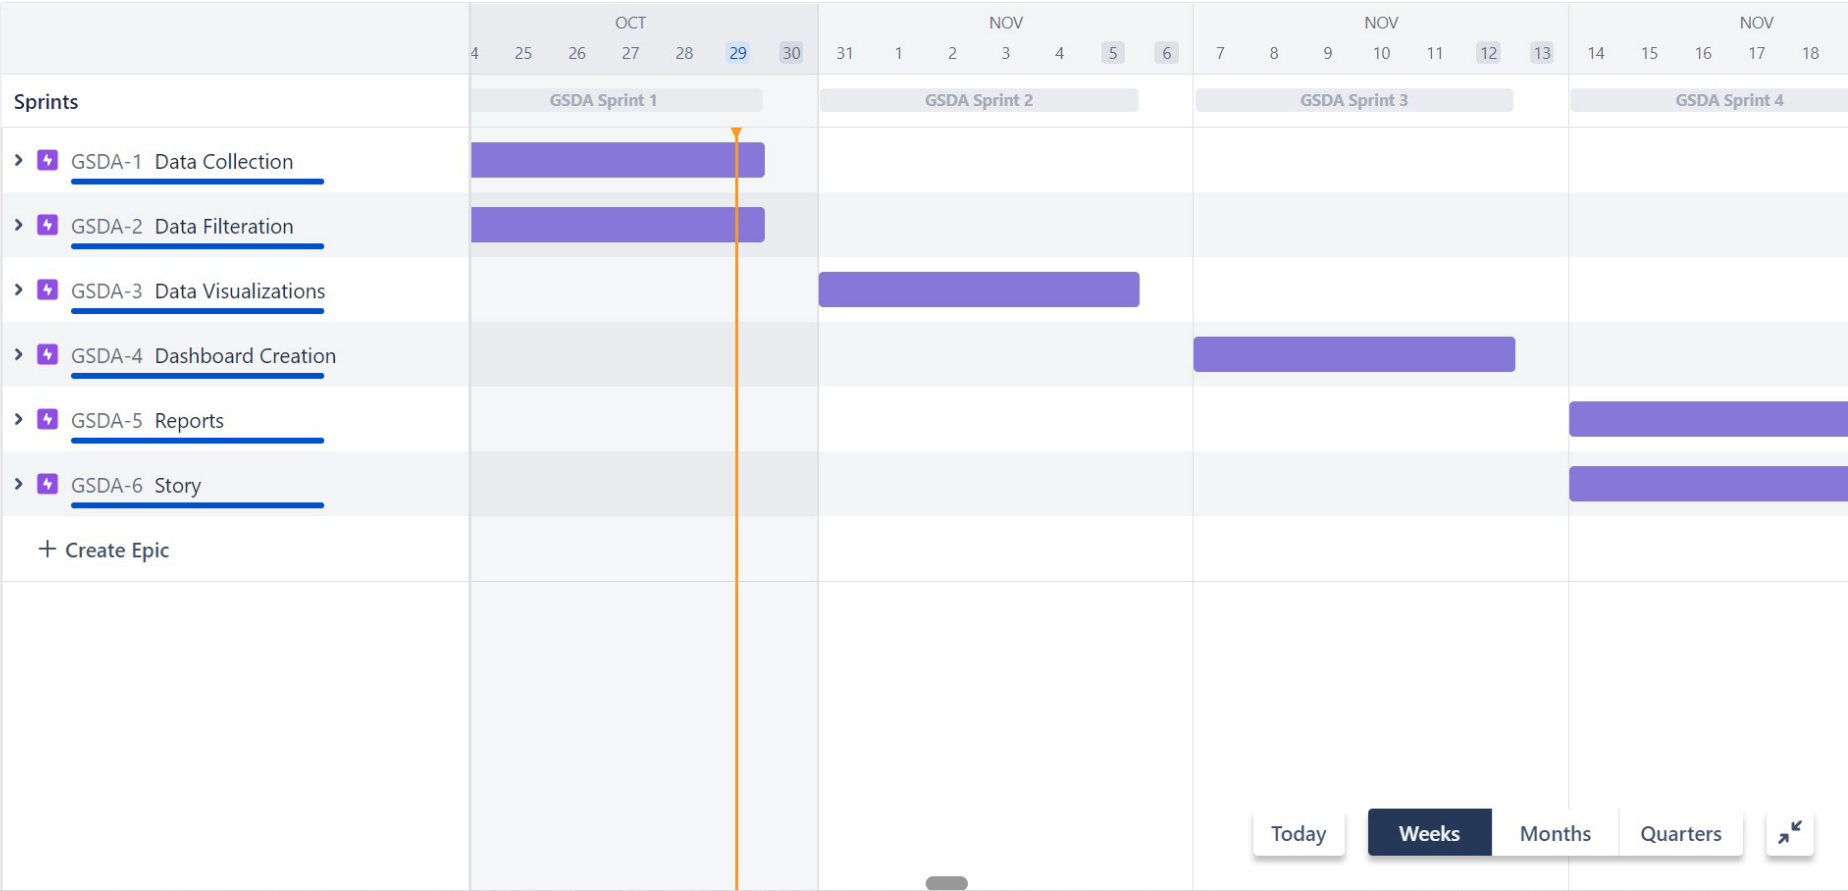 OCT NOV NOV NOV
4 25 26 27 28 29 30 31 1 2 3 4 5 6 7 8 9 10 11 12 13 14 15 16 17 18
Sprints GSDA Sprint 1 GSDA Sprint 2 GSDA Sprint 3 GSDA Sprint 4
GSDA-1 Data Collection
GSDA-2 Data Filteration
GSDA-3 Data Visualizations
GSDA-4 Dashboard Creation
GSDA-5 Reports
GSDA-6 Story
+ Create Epic
Today Weeks Months Quarters